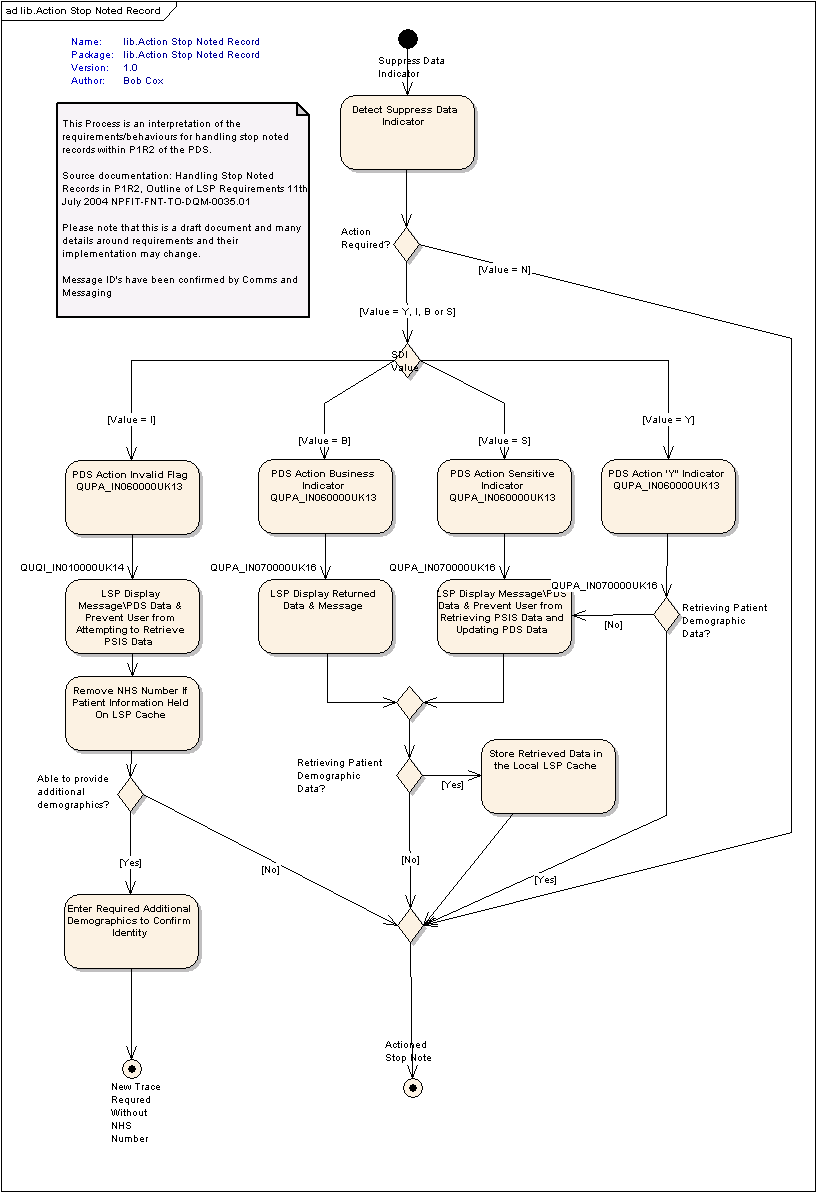 ad lib.Action Stop Noted Record
Name: lib.Action Stop Noted Record
Package: lib.Action Stop Noted Record
Version: 1.0
Author: Bob Cox
This Process is an interpretation of the
requirements/behaviours for handling stop noted
records within P1R2 of the PDS.
Source documentation: Handling Stop Noted
Records in P1R2, Outline of LSP Requirements 11th
July 2004 NPFIT-FNT-TO-DQM-0035.01
Please note that this is a draft document and many
details around requirements and their
implementation may change.
Message ID's have been confirmed by Comms and
Messaging
Suppress Data
Indicator
Detect Suppress Data
Indicator
Action
Required?
[Value = N]
[Value = Y, I, B or S]
SDI
Value
[Value = I]
[Value = B]
[Value = S]
[Value = Y]
PDS Action Invalid Flag
QUPA_IN060000UK13
PDS Action Business
Indicator
QUPA_IN060000UK13
PDS Action Sensitive
Indicator
QUPA_IN060000UK13
PDS Action "Y" Indicator
QUPA_IN060000UK13
QUQI_IN010000UK14
QUPA_IN070000UK16
QUPA_IN070000UK16
QUPA_IN070000UK16
LSP Display
Message\PDS Data &
Prevent User from
Attempting to Retrieve
PSIS Data
LSP Display Returned
Data & Message
LSP Display Message\PDS
Data & Prevent User from
Retrieving PSIS Data and
Updating PDS Data
[No]
Retrieving Patient
Demographic
Data?
Remove NHS Number If
Patient Information Held
On LSP Cache
Able to provide
additional
demographics?
Retrieving Patient
Demographic
Data?
[Yes]
Store Retrieved Data in
the Local LSP Cache
[Yes]
[No]
[No]
[Yes]
Enter Required Additional
Demographics to Confirm
Identity
Actioned
Stop Note
New Trace
Requred
Without
NHS
Number